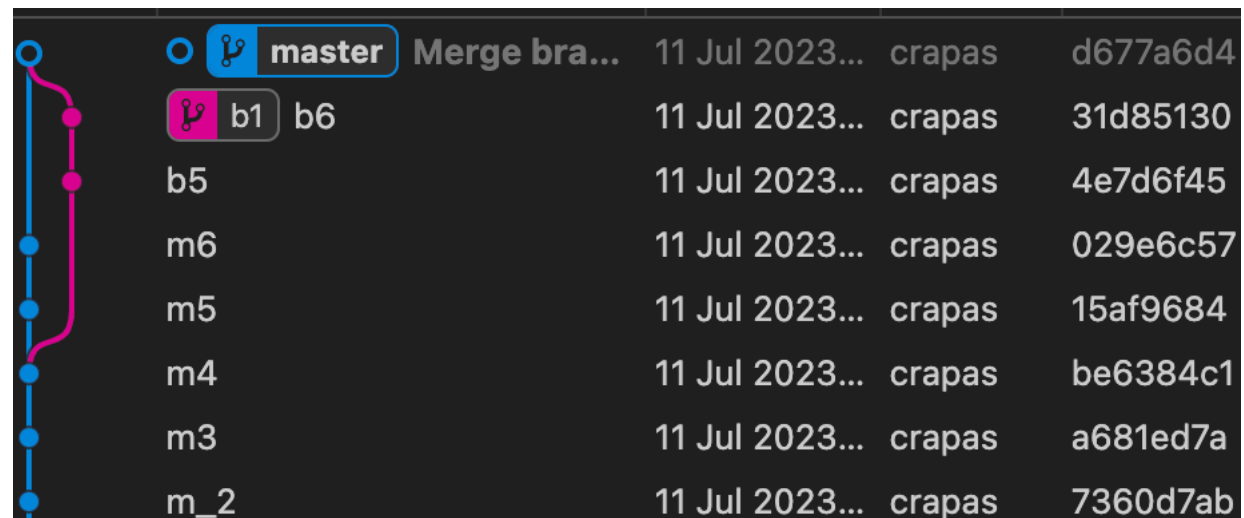 master Merge bra... 11 Jul 2023... crapas d677a6d4
b1 b6 11 Jul 2023... crapas 31d85130
b5 11 Jul 2023... crapas 4e7d6f45
m6 11 Jul 2023... crapas 029e6c57
m5 11 Jul 2023... crapas 15af9684
m4 11 Jul 2023... crapas be6384c1
m3 11 Jul 2023... crapas a681ed7a
m_2 11 Jul 2023... crapas 7360d7ab